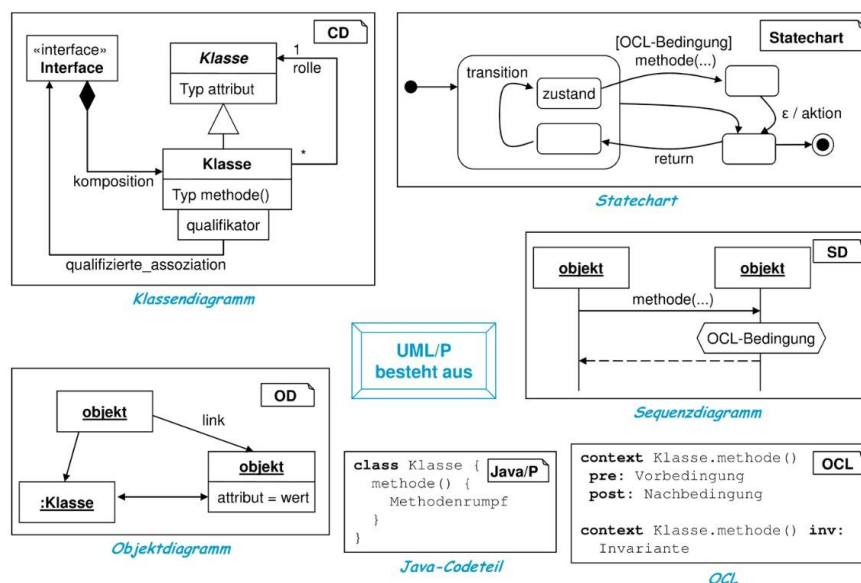 CD
«interface»
Interface
Klasse
Typ attribut
1
rolle
*
komposition
Klasse
Typ methode()
qualifikator
qualifizierte_assoziation
Klassendiagramm
Statechart
[OCL-Bedingung]
methode(...)
transition
zustand
ε / aktion
return
Statechart
SD
objekt
objekt
methode(...)
OCL-Bedingung
Sequenzdiagramm
UML/P
besteht aus
OD
objekt
link
objekt
attribut = wert
:Klasse
Objektdiagramm
Java/P
class Klasse {
methode() {
Methodenrumpf
}
}
Java-Codeteil
OCL
context Klasse.methode()
pre: Vorbedingung
post: Nachbedingung
context Klasse.methode() inv:
Invariante
OCL